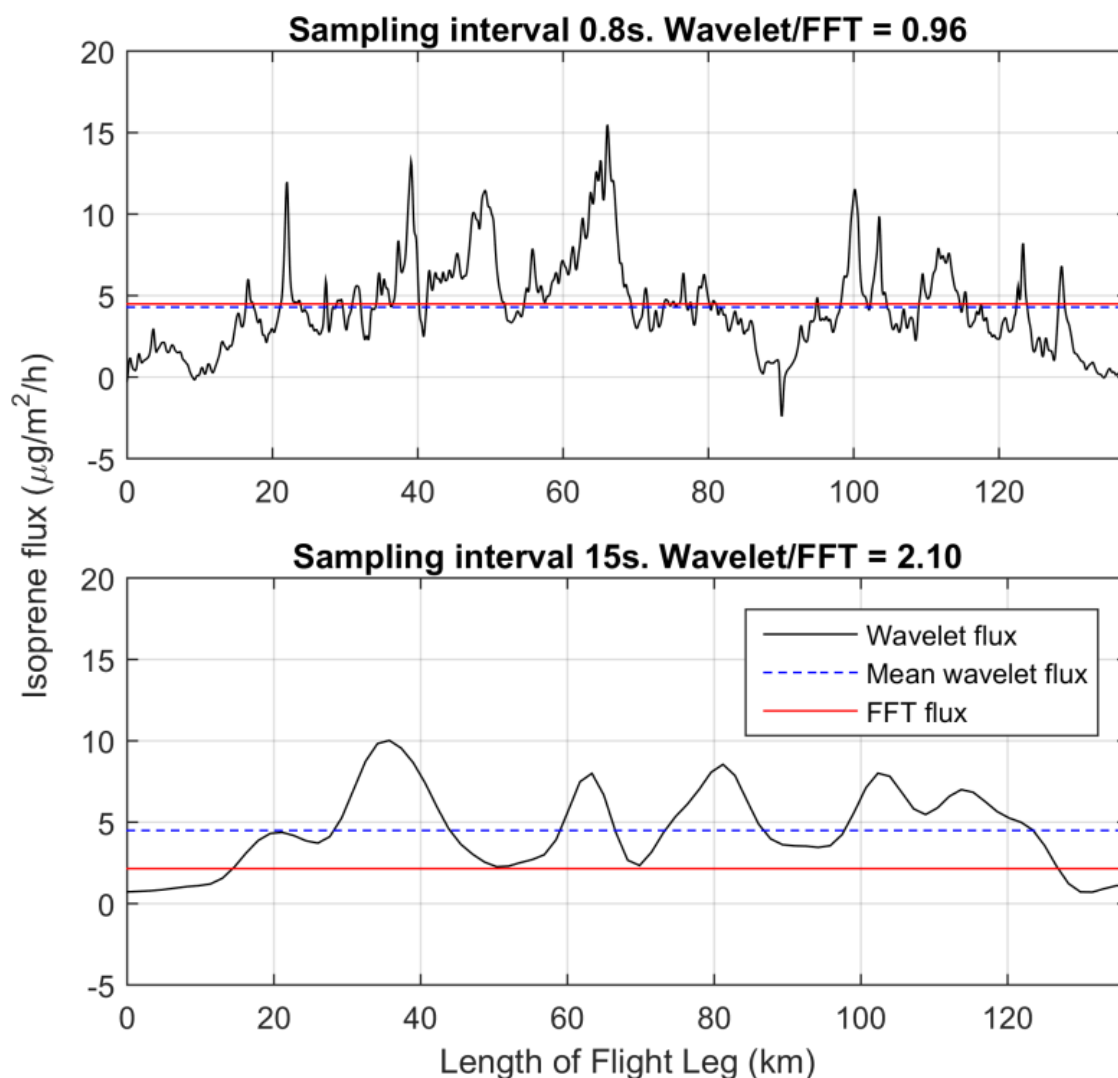 Sampling interval 0.8s. Wavelet/FFT = 0.96
20
15
10
5
0
-5
0 20 40 60 80 100 120
Isoprene flux (μg/m²/h)
Sampling interval 15s. Wavelet/FFT = 2.10
20
15
10
5
0
-5
Wavelet flux
Mean wavelet flux
FFT flux
0 20 40 60 80 100 120
Length of Flight Leg (km)